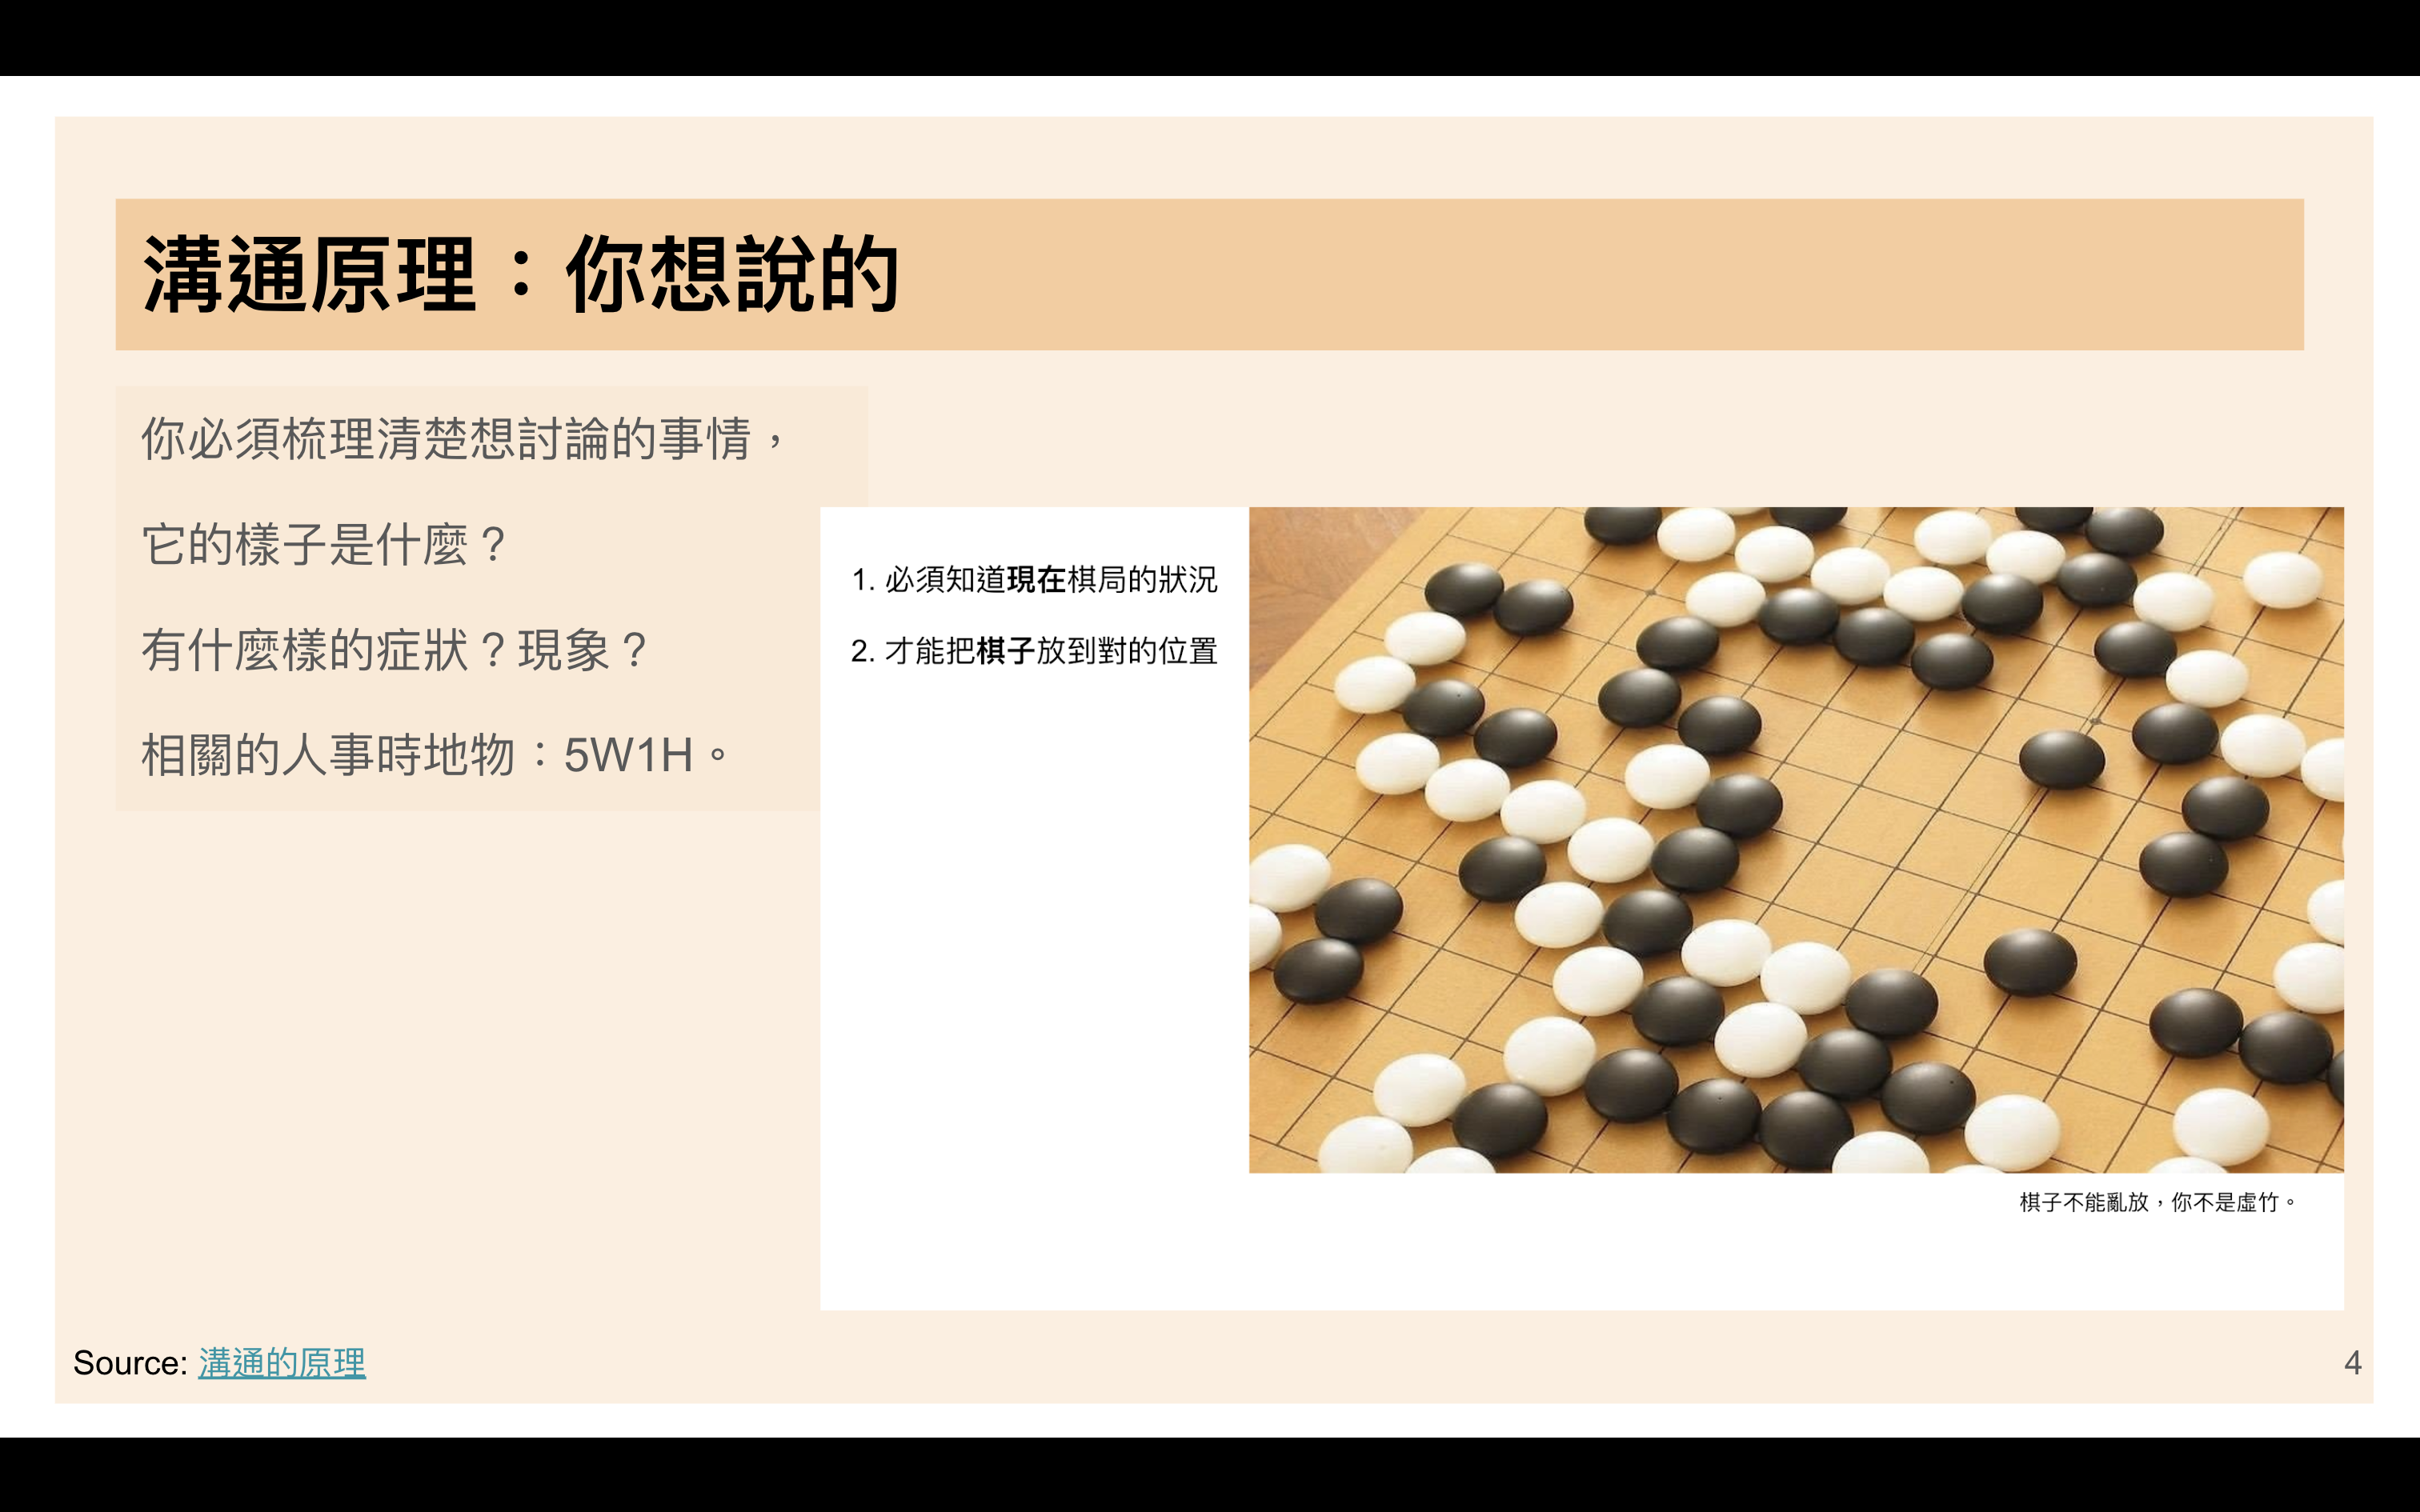 溝通原理：你想說的
你必須梳理清楚想討論的事情，
它的樣子是什麼？
有什麼樣的症狀？現象？
相關的人事時地物：5W1H。
1. 必須知道現在棋局的狀況
2. 才能把棋子放到對的位置
棋子不能亂放，你不是虛竹。
Source: 溝通的原理
4